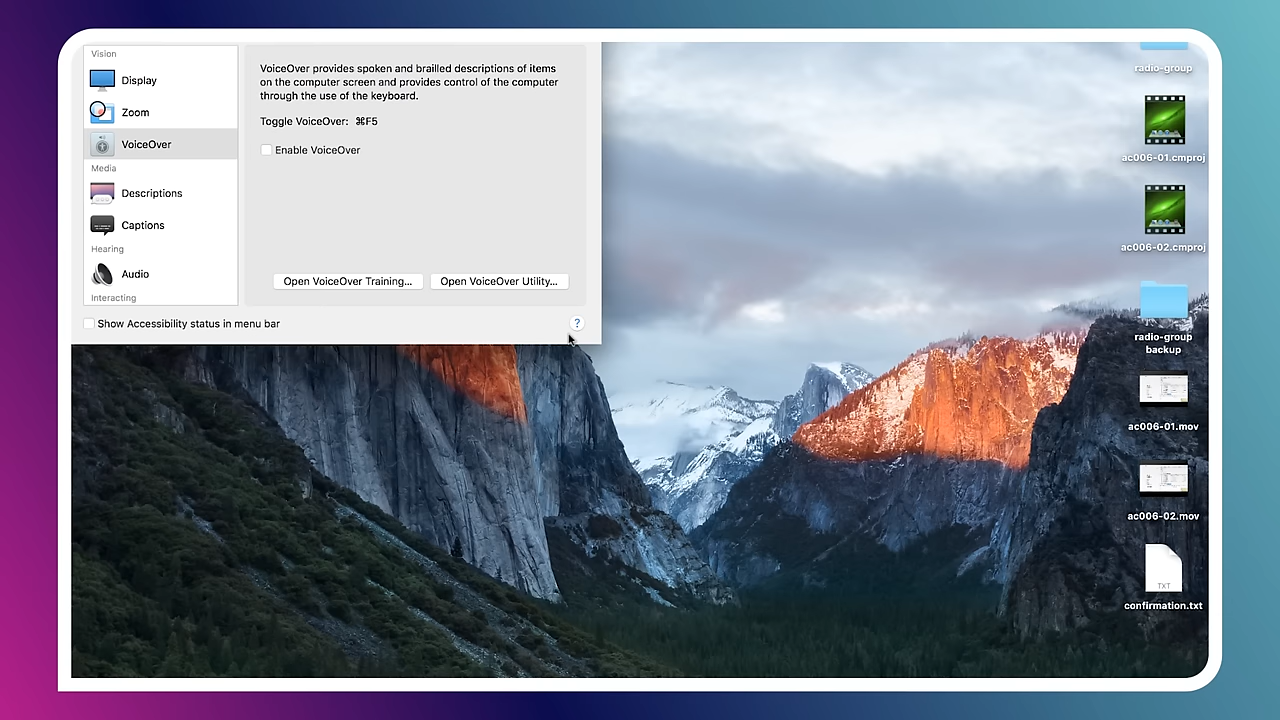 Vision
Display
Zoom
VoiceOver
Media
Descriptions
Captions
Hearing
Audio
Interacting
VoiceOver provides spoken and brailled descriptions of items
on the computer screen and provides control of the computer
through the use of the keyboard.
Toggle VoiceOver: ⌘F5
Enable VoiceOver
Open VoiceOver Training...
Open VoiceOver Utility...
Show Accessibility status in menu bar
?
radio-group
ac006-01.cmproj
ac006-02.cmproj
radio-group
backup
ac006-01.mov
ac006-02.mov
TXT
confirmation.txt